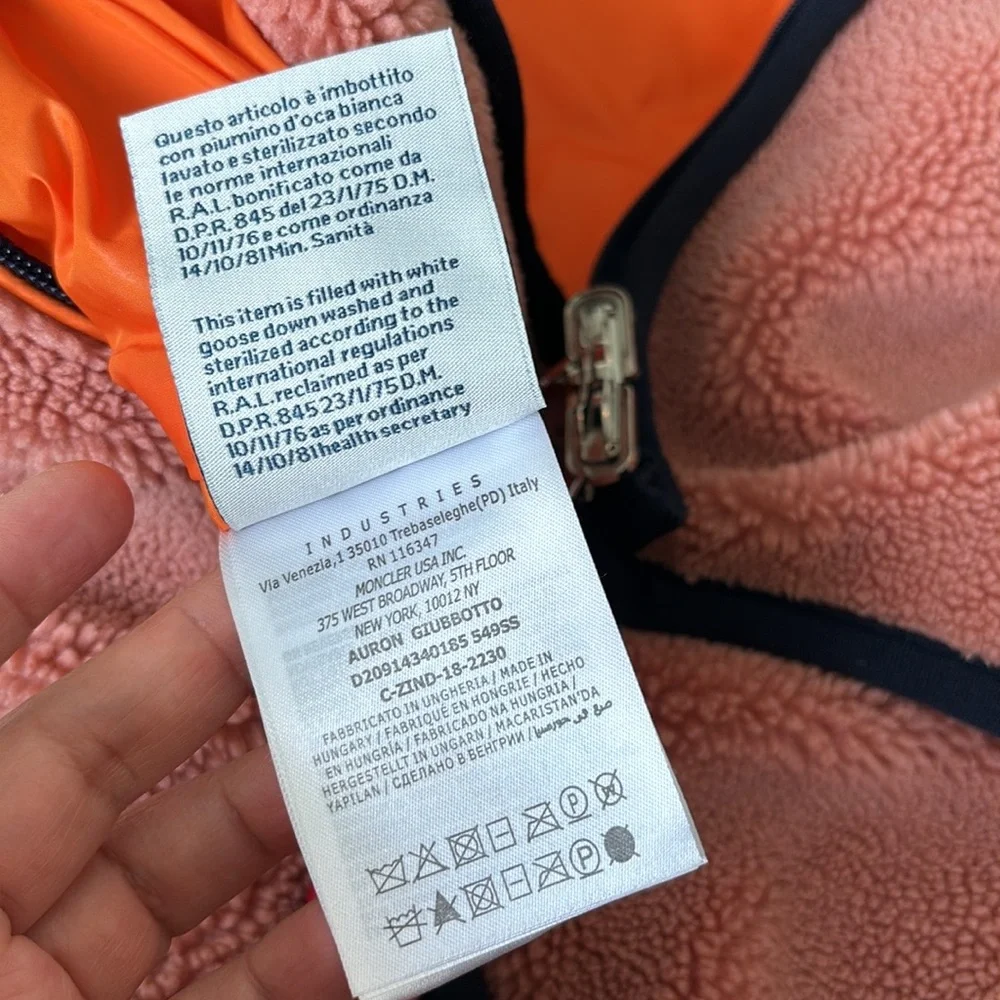 Questo articolo è imbottito
con piumino d'oca bianca
lavato e sterilizzato secondo
le norme internazionali
R.A.L. bonificato come da
D.P.R. 845 del 23/1/75 D.M.
10/11/76 e come ordinanza
14/10/81 Min. Sanità
This item is filled with white
goose down washed and
sterilized according to the
international regulations
R.A.L. reclaimed as per
D.P.R. 845 23/1/75 D.M.
10/11/76 as per ordinance
14/10/81 health secretary
INDUSTRIES
Via Venezia,1 35010 Trebaseleghe(PD) Italy
RN 116347
MONCLER USA INC.
375 WEST BROADWAY, 5TH FLOOR
NEW YORK, 10012 NY
AURON GIUBBOTTO
D20914340185 549SS
C-ZIND-18-2230
FABBRICATO IN UNGHERIA / MADE IN
HUNGARY / FABRIQUÉ EN HONGRIE / HECHO
EN HUNGRÍA / FABRICADO NA HUNGRIA /
HERGESTELLT IN UNGARN / MACARISTAN'DA
YAPILAN / СДЕЛАНО В ВЕНГРИИ /
P
P